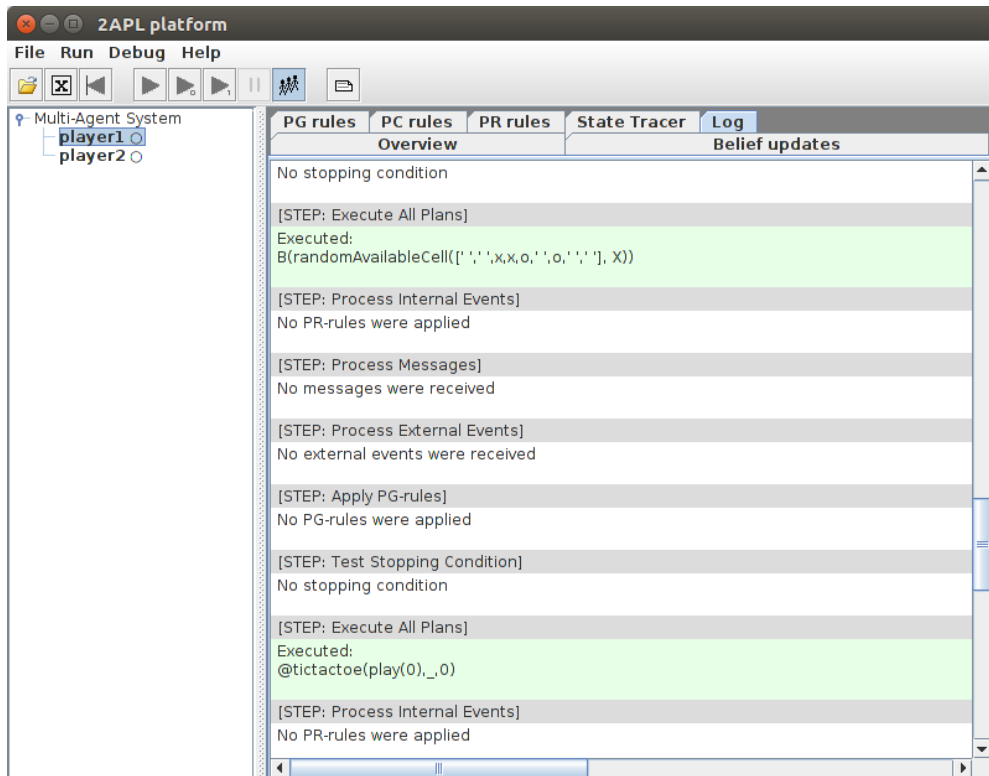 2APL platform
File Run Debug Help
Multi-Agent System
player1
player2
PG rules PC rules PR rules State Tracer Log
Overview Belief updates
No stopping condition
[STEP: Execute All Plans]
Executed:
B(randomAvailableCell([' ',' ',x,x,o,' ',o,' ',' '], X))
[STEP: Process Internal Events]
No PR-rules were applied
[STEP: Process Messages]
No messages were received
[STEP: Process External Events]
No external events were received
[STEP: Apply PG-rules]
No PG-rules were applied
[STEP: Test Stopping Condition]
No stopping condition
[STEP: Execute All Plans]
Executed:
@tictactoe(play(0),_,0)
[STEP: Process Internal Events]
No PR-rules were applied